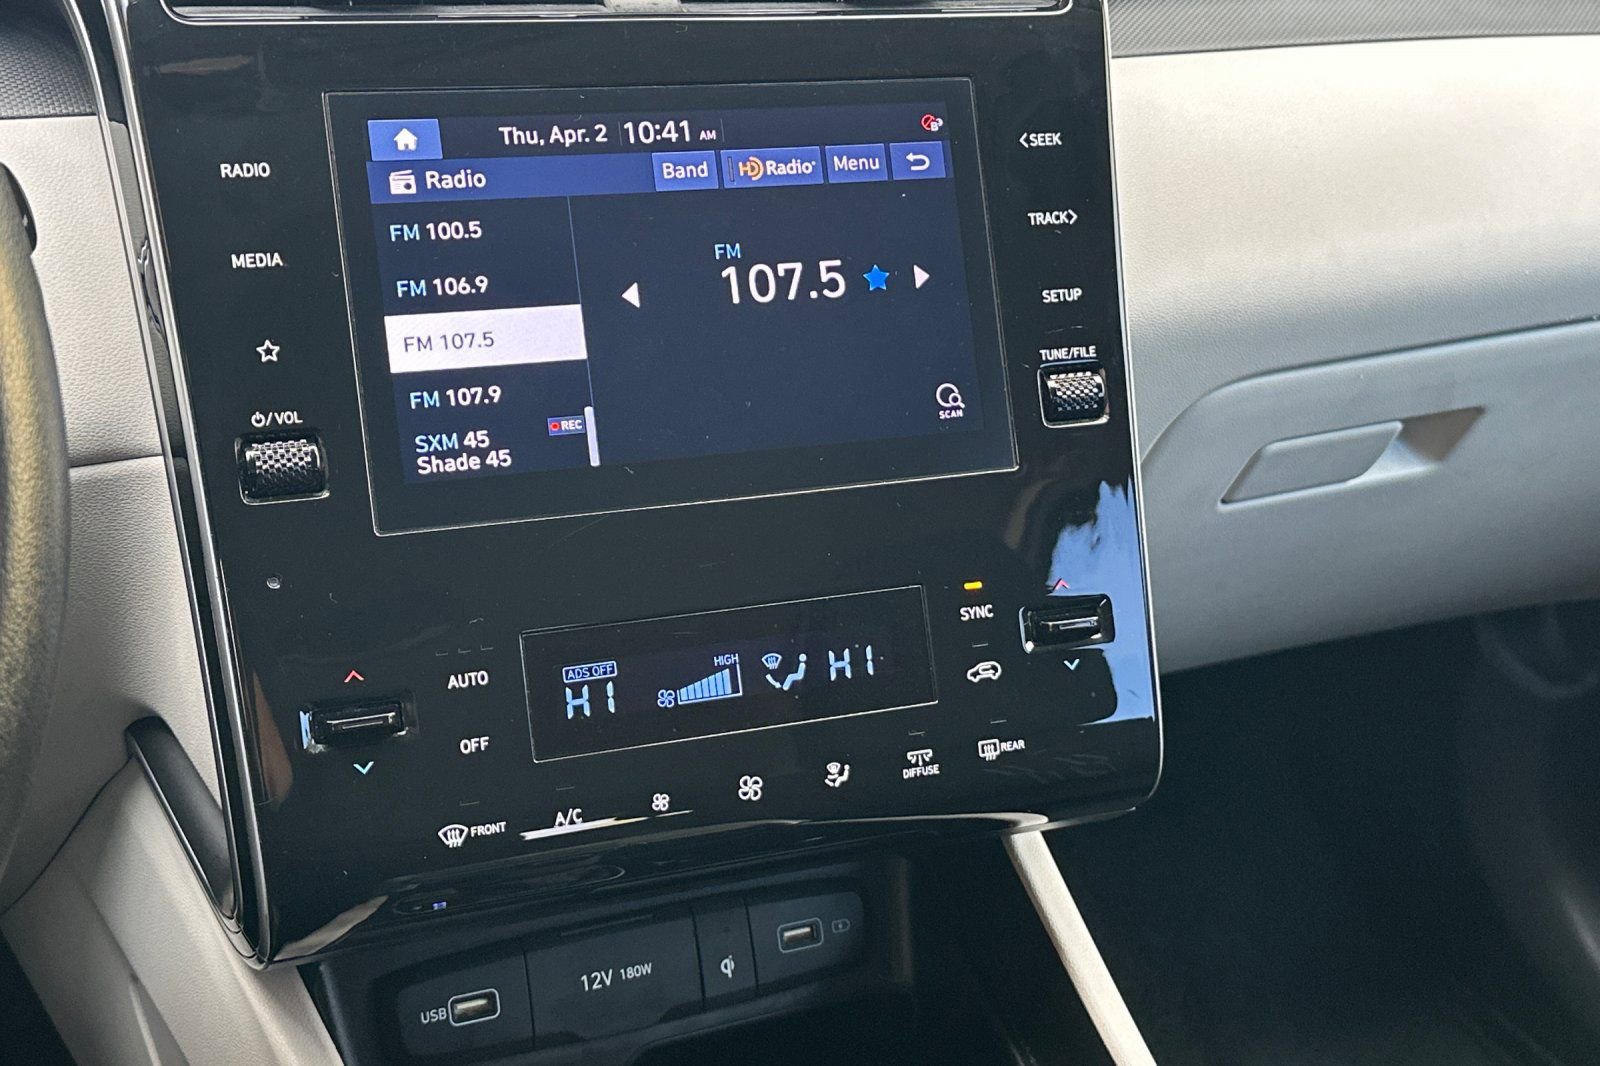 Thu, Apr. 2 10:41 AM
<SEEK
RADIO
Radio
Band
HD Radio
Menu
FM 100.5
TRACK>
MEDIA
FM 106.9
FM
107.5
SETUP
FM 107.5
TUNE/FILE
FM 107.9
/VOL
SXM 45
REC
SCAN
Shade 45
SYNC
AUTO
ADS OFF
HIGH
HI
HI
OFF
REAR
DIFFUSE
FRONT
A/C
USB
12V 180W
qi